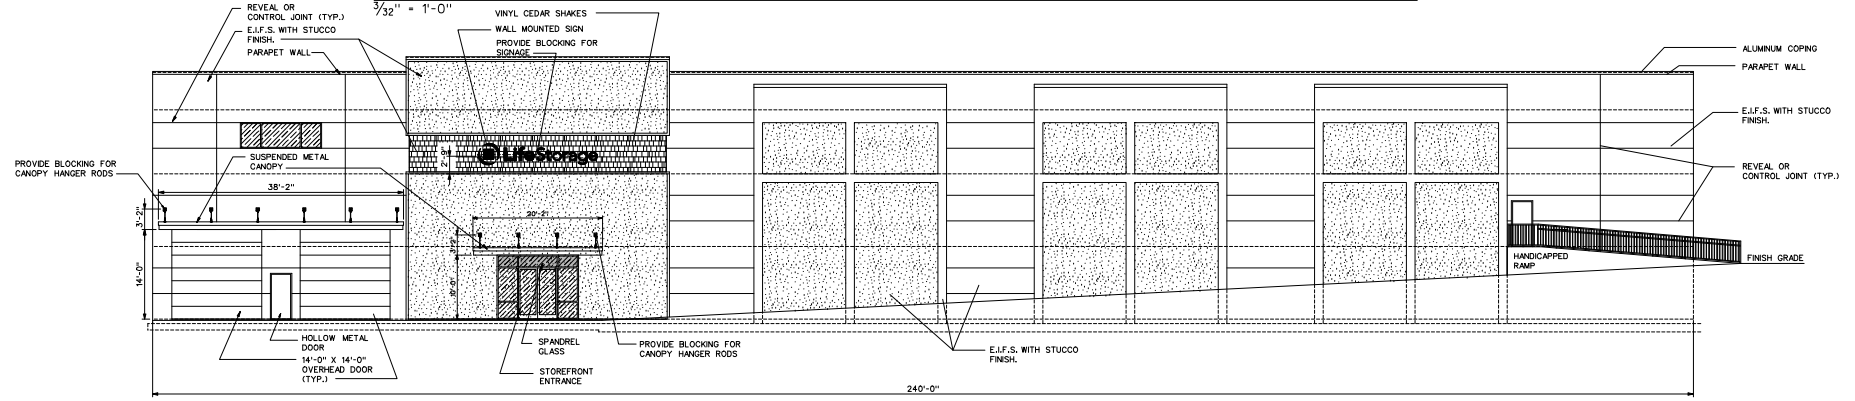 3/32" = 1'-0"
REVEAL OR
CONTROL JOINT (TYP.)
E.I.F.S. WITH STUCCO
FINISH.
PARAPET WALL
VINYL CEDAR SHAKES
WALL MOUNTED SIGN
PROVIDE BLOCKING FOR
SIGNAGE
ALUMINUM COPING
PARAPET WALL
E.I.F.S. WITH STUCCO
FINISH.
PROVIDE BLOCKING FOR
CANOPY HANGER RODS
SUSPENDED METAL
CANOPY
2'-9"
LifeStorage
REVEAL OR
CONTROL JOINT (TYP.)
38'-2"
3'-2"
20'-2"
3'-2"
14'-0"
10'-0"
HANDICAPPED
RAMP
FINISH GRADE
HOLLOW METAL
DOOR
14'-0" X 14'-0"
OVERHEAD DOOR
(TYP.)
SPANDREL
GLASS
STOREFRONT
ENTRANCE
PROVIDE BLOCKING FOR
CANOPY HANGER RODS
E.I.F.S. WITH STUCCO
FINISH.
240'-0"